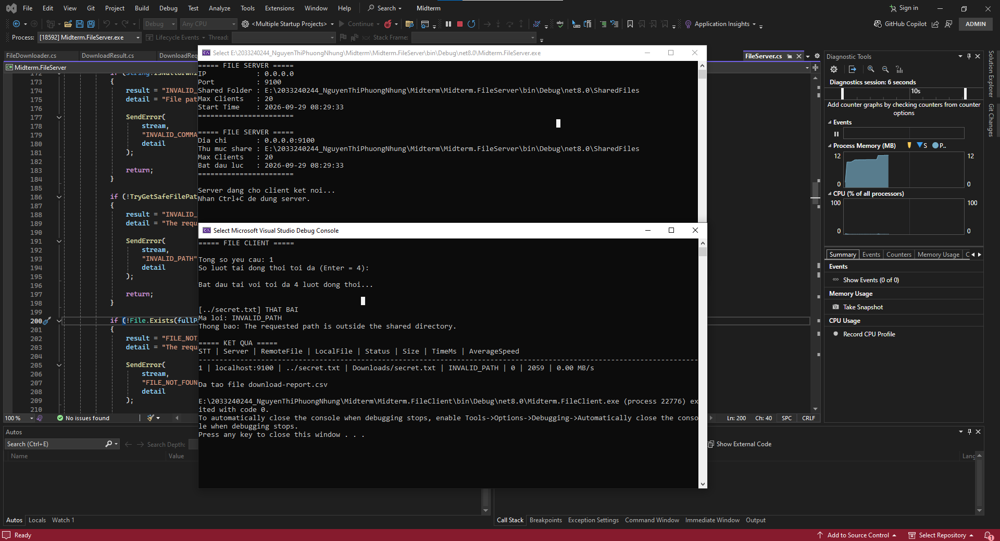 File Edit View Git Project Build Debug Test Analyze Tools Extensions Window Help Search Midterm Sign in
Debug Any CPU <Multiple Startup Projects> Continue Application Insights GitHub Copilot ADMIN
Process: [18592] Midterm.FileServer.exe Lifecycle Events Thread: Stack Frame:
FileDownloader.cs DownloadResult.cs DownloadReq FileServer.cs
Midterm.FileServer
173 {
174 result = "INVALID_
175 detail = "File pat
176
177 SendError(
178 stream,
179 "INVALID_COMMA
180 detail
181 );
182
183 return;
184 }
185
186 if (!TryGetSafeFilePat
187 {
188 result = "INVALID_
189 detail = "The requ
190
191 SendError(
192 stream,
193 "INVALID_PATH"
194 detail
195 );
196
197 return;
198 }
199
200 if (!File.Exists(fullP
201 {
202 result = "FILE_NOT
203 detail = "The requ
204
205 SendError(
206 stream,
207 "FILE_NOT_FOUN
208 detail
209 );
210
100 % No issues found Ln: 200 Ch: 40 SPC CRLF
Select E:\2033240244_NguyenThiPhuongNhung\Midterm\Midterm.FileServer\bin\Debug\net8.0\Midterm.FileServer.exe
===== FILE SERVER =====
IP : 0.0.0.0
Port : 9100
Shared Folder : E:\2033240244_NguyenThiPhuongNhung\Midterm\Midterm.FileServer\bin\Debug\net8.0\SharedFiles
Max Clients : 20
Start Time : 2026-09-29 08:29:33
=======================
===== FILE SERVER =====
Dia chi : 0.0.0.0:9100
Thu muc share : E:\2033240244_NguyenThiPhuongNhung\Midterm\Midterm.FileServer\bin\Debug\net8.0\SharedFiles
Max Clients : 20
Bat dau luc : 2026-09-29 08:29:33
=======================
Server dang cho client ket noi...
Nhan Ctrl+C de dung server.
Select Microsoft Visual Studio Debug Console
===== FILE CLIENT =====
Tong so yeu cau: 1
So luot tai dong thoi toi da (Enter = 4):
Bat dau tai voi toi da 4 luot dong thoi...
[../secret.txt] THAT BAI
Ma loi: INVALID_PATH
Thong bao: The requested path is outside the shared directory.
===== KET QUA =====
STT | Server | RemoteFile | LocalFile | Status | Size | TimeMs | AverageSpeed
------------------------------------------------------------------------------------------------------------------------
1 | localhost:9100 | ../secret.txt | Downloads/secret.txt | INVALID_PATH | 0 | 2059 | 0.00 MB/s
Da tao file download-report.csv
E:\2033240244_NguyenThiPhuongNhung\Midterm\Midterm.FileClient\bin\Debug\net8.0\Midterm.FileClient.exe (process 22776) ex
ited with code 0.
To automatically close the console when debugging stops, enable Tools->Options->Debugging->Automatically close the conso
le when debugging stops.
Press any key to close this window . . .
Diagnostic Tools
Diagnostics session: 6 seconds
10s
Add counter graphs by checking counters from counter
options
Events
Process Memory (MB) S P..
12 12
0 0
CPU (% of all processors)
100 100
0 0
Summary Events Counters Memory Usage C
Events
Show Events (0 of 0)
Memory Usage
Take Snapshot
CPU Usage
Record CPU Profile
Solution Explorer
Git Changes
Autos
Search (Ctrl+E) Search Depth:
Name Value
Show External Code
Lang
Autos Locals Watch 1
Call Stack Breakpoints Exception Settings Command Window Immediate Window Output
Ready Add to Source Control Select Repository 1